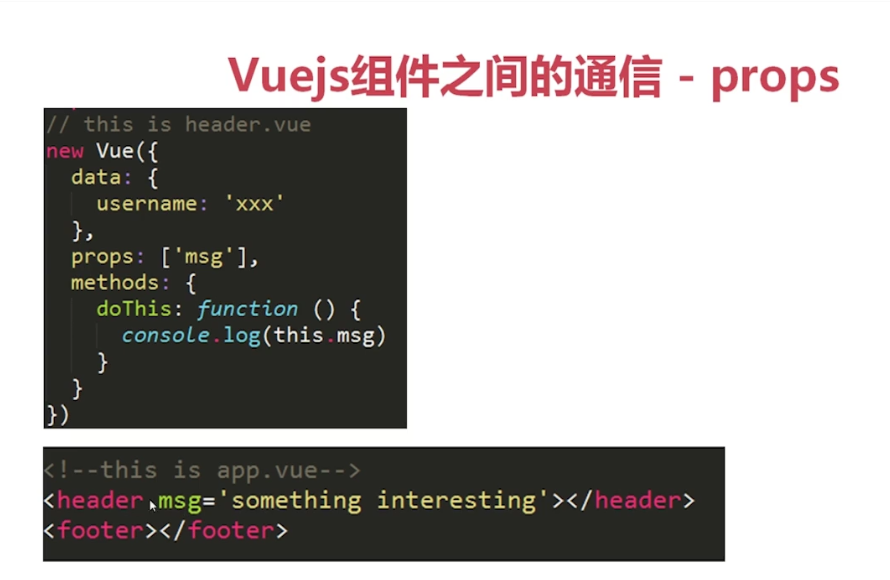 Vuejs组件之间的通信 - props
// this is header.vue
new Vue({
  data: {
    username: 'xxx'
  },
  props: ['msg'],
  methods: {
    doThis: function () {
      console.log(this.msg)
    }
  }
})
<!--this is app.vue-->
<header msg='something interesting'></header>
<footer></footer>